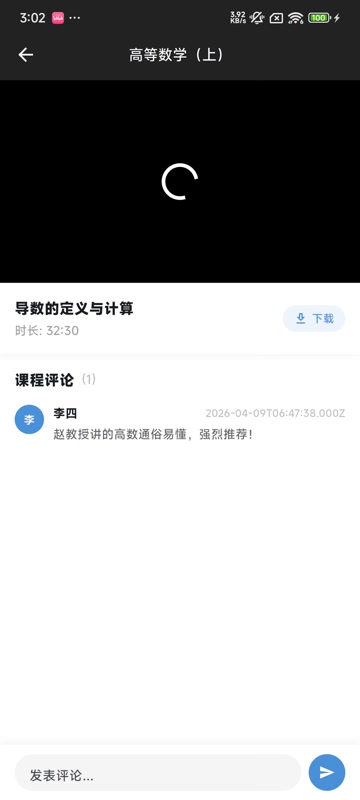 3:02
3.92
KB/s
100
高等数学（上）
导数的定义与计算
时长: 32:30
下载
课程评论 (1)
李
李四
2026-04-09T06:47:38.000Z
赵教授讲的高数通俗易懂，强烈推荐！
发表评论...